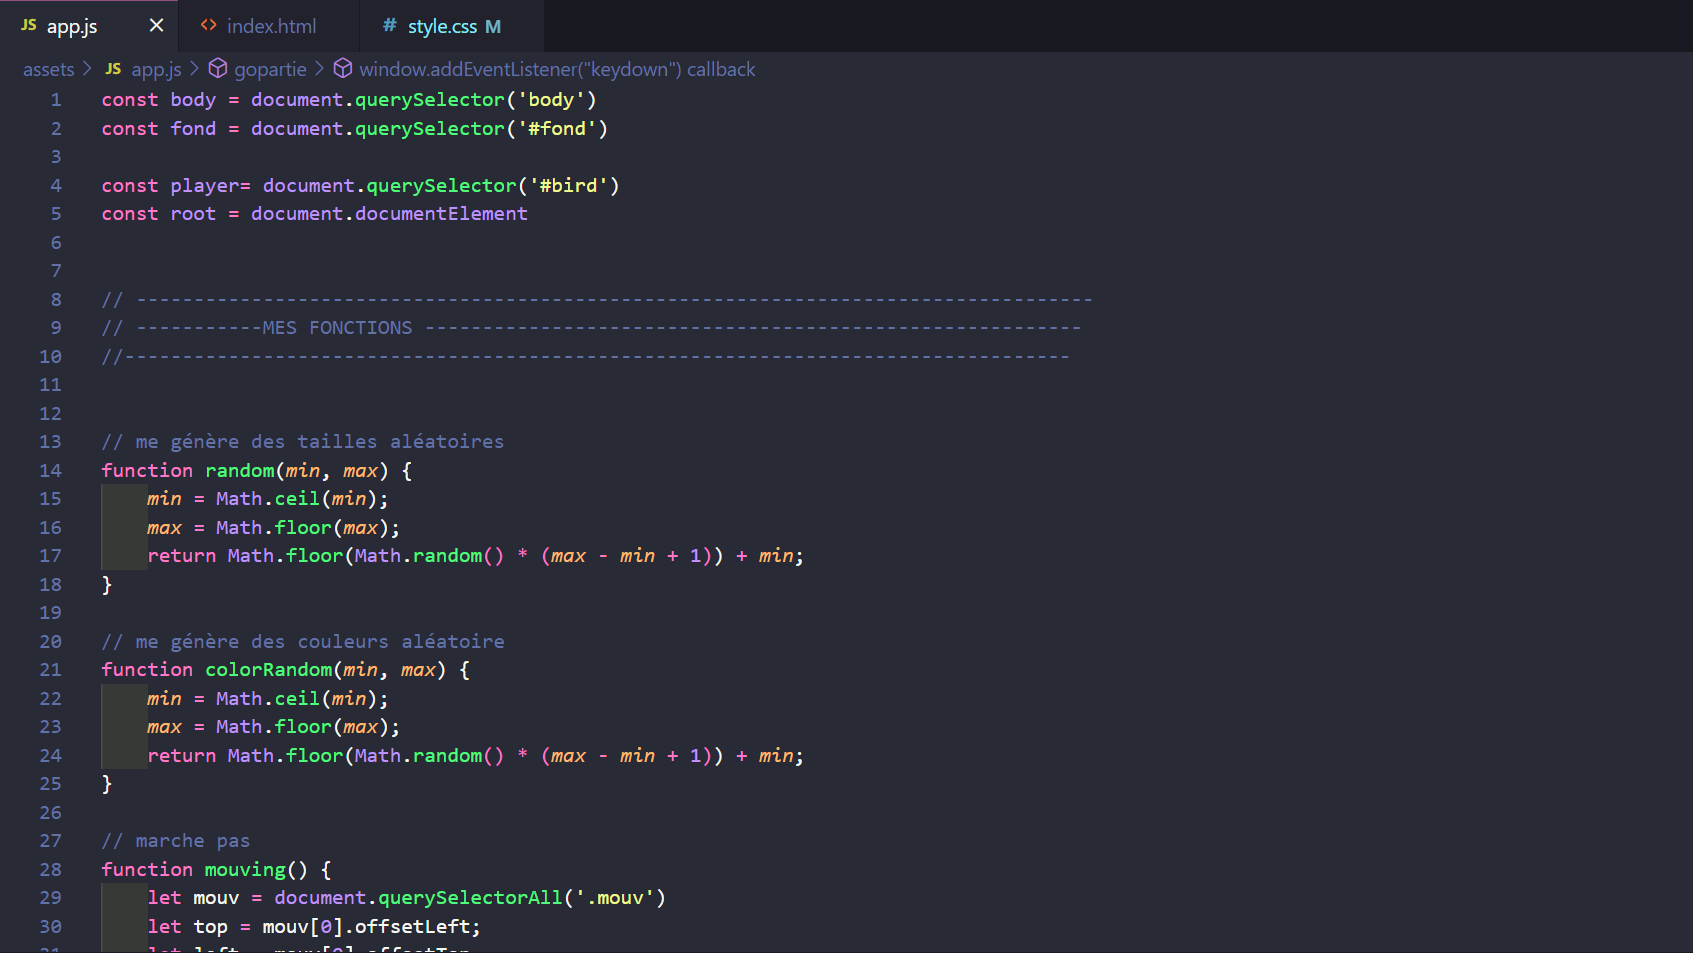 JS app.js × <> index.html # style.css M
assets > JS app.js > gopartie > window.addEventListener("keydown") callback
1 const body = document.querySelector('body')
2 const fond = document.querySelector('#fond')
3
4 const player= document.querySelector('#bird')
5 const root = document.documentElement
6
7
8 // -----------------------------------------------------------------------------------
9 // -----------MES FONCTIONS ---------------------------------------------------------
10 //----------------------------------------------------------------------------------
11
12
13 // me génère des tailles aléatoires
14 function random(min, max) {
15 min = Math.ceil(min);
16 max = Math.floor(max);
17 return Math.floor(Math.random() * (max - min + 1)) + min;
18 }
19
20 // me génère des couleurs aléatoire
21 function colorRandom(min, max) {
22 min = Math.ceil(min);
23 max = Math.floor(max);
24 return Math.floor(Math.random() * (max - min + 1)) + min;
25 }
26
27 // marche pas
28 function mouving() {
29 let mouv = document.querySelectorAll('.mouv')
30 let top = mouv[0].offsetLeft;
31 let left = mouv[0].offsetTop